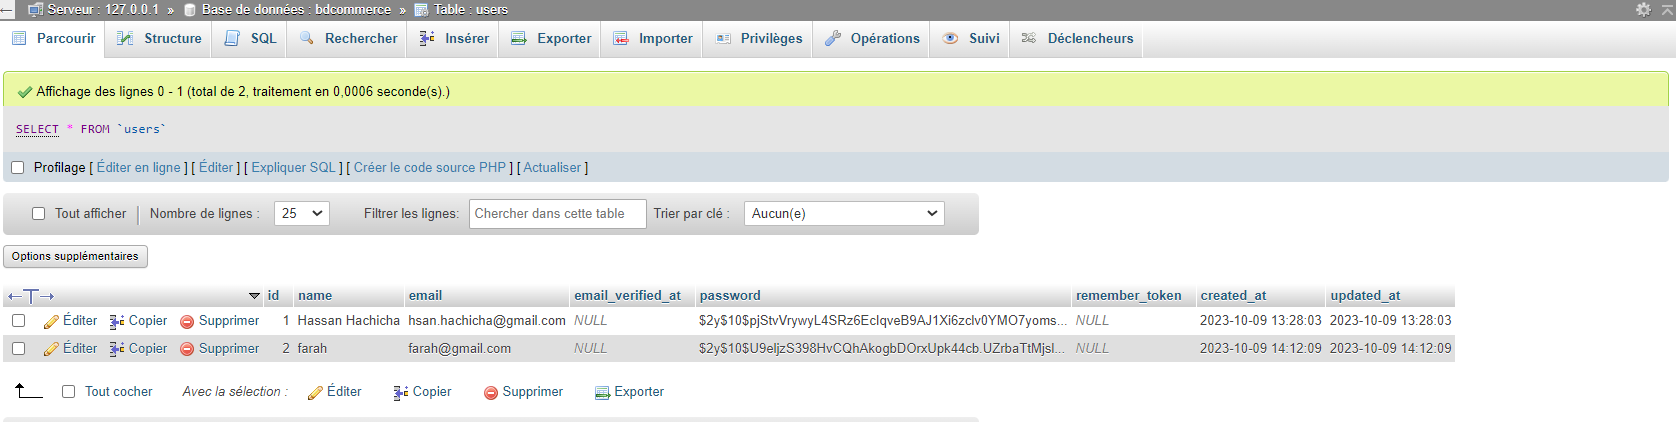 Serveur : 127.0.0.1 » Base de données : bdcommerce » Table : users
Parcourir Structure SQL Rechercher Insérer Exporter Importer Privilèges Opérations Suivi Déclencheurs
Affichage des lignes 0 - 1 (total de 2, traitement en 0,0006 seconde(s).)
SELECT * FROM `users`
Profilage [ Éditer en ligne ] [ Éditer ] [ Expliquer SQL ] [ Créer le code source PHP ] [ Actualiser ]
Tout afficher Nombre de lignes : 25 Filtrer les lignes: Chercher dans cette table Trier par clé : Aucun(e)
Options supplémentaires
id name email email_verified_at password remember_token created_at updated_at
Éditer Copier Supprimer 1 Hassan Hachicha hsan.hachicha@gmail.com NULL NULL 2023-10-09 13:28:03 2023-10-09 13:28:03
Éditer Copier Supprimer 2 farah farah@gmail.com NULL NULL 2023-10-09 14:12:09 2023-10-09 14:12:09
Tout cocher Avec la sélection : Éditer Copier Supprimer Exporter